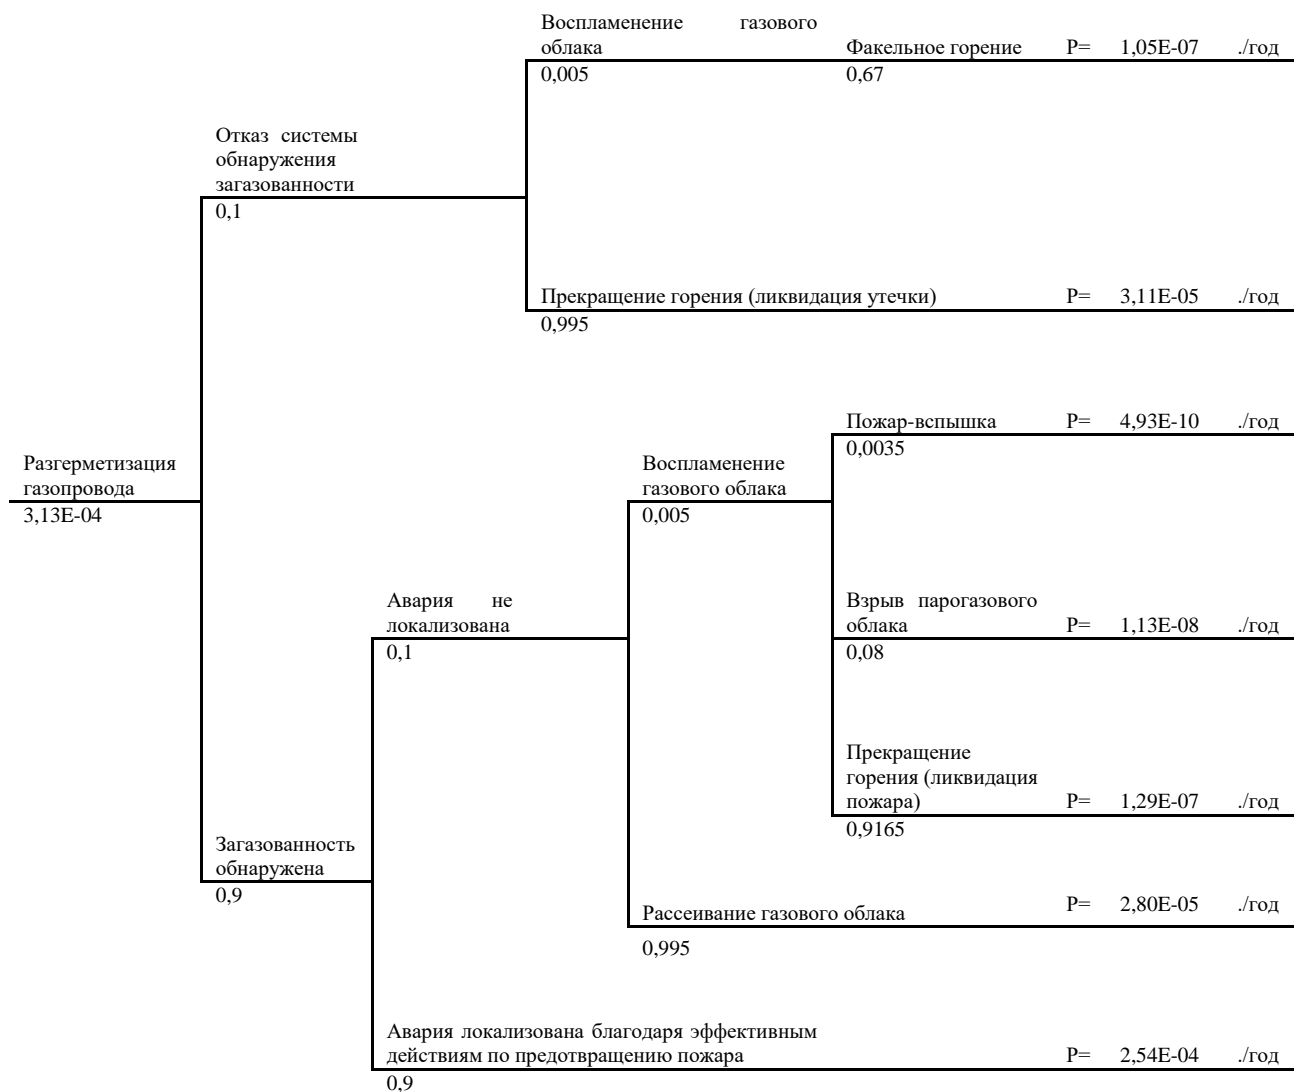 Воспламенение газового
облака
Факельное горение P= 1,05E-07 ./год
0,005
0,67
Отказ системы
обнаружения
загазованности
0,1
Прекращение горения (ликвидация утечки) P= 3,11E-05 ./год
0,995
Пожар-вспышка P= 4,93E-10 ./год
0,0035
Разгерметизация
газопровода
3,13E-04
Воспламенение
газового облака
0,005
Авария не
локализована
0,1
Взрыв парогазового
облака P= 1,13E-08 ./год
0,08
Прекращение
горения (ликвидация
пожара) P= 1,29E-07 ./год
0,9165
Загазованность
обнаружена
0,9
Рассеивание газового облака P= 2,80E-05 ./год
0,995
Авария локализована благодаря эффективным
действиям по предотвращению пожара P= 2,54E-04 ./год
0,9